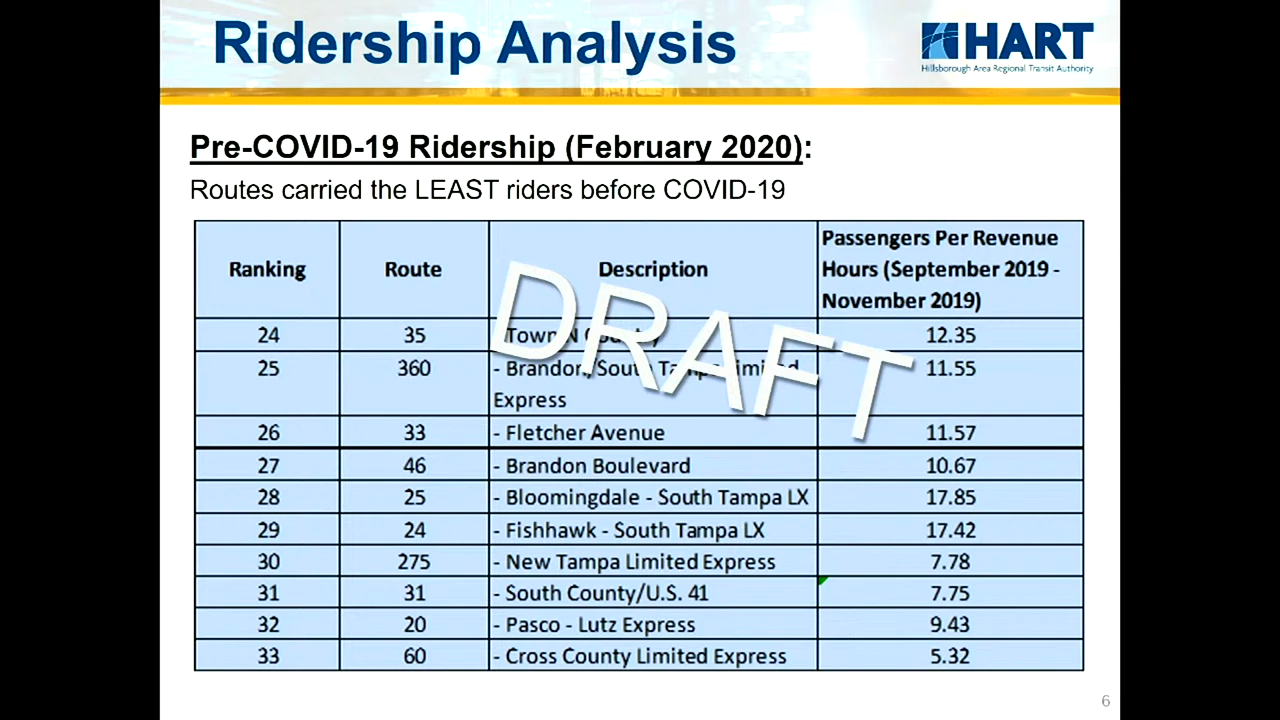 Ridership Analysis
HART
Hillsborough Area Regional Transit Authority
Pre-COVID-19 Ridership (February 2020):
Routes carried the LEAST riders before COVID-19
Ranking Route Description Passengers Per Revenue Hours (September 2019 - November 2019)
24 35 - Town N County 12.35
25 360 - Brandon/South Tampa Limited Express 11.55
26 33 - Fletcher Avenue 11.57
27 46 - Brandon Boulevard 10.67
28 25 - Bloomingdale - South Tampa LX 17.85
29 24 - Fishhawk - South Tampa LX 17.42
30 275 - New Tampa Limited Express 7.78
31 31 - South County/U.S. 41 7.75
32 20 - Pasco - Lutz Express 9.43
33 60 - Cross County Limited Express 5.32
DRAFT
6